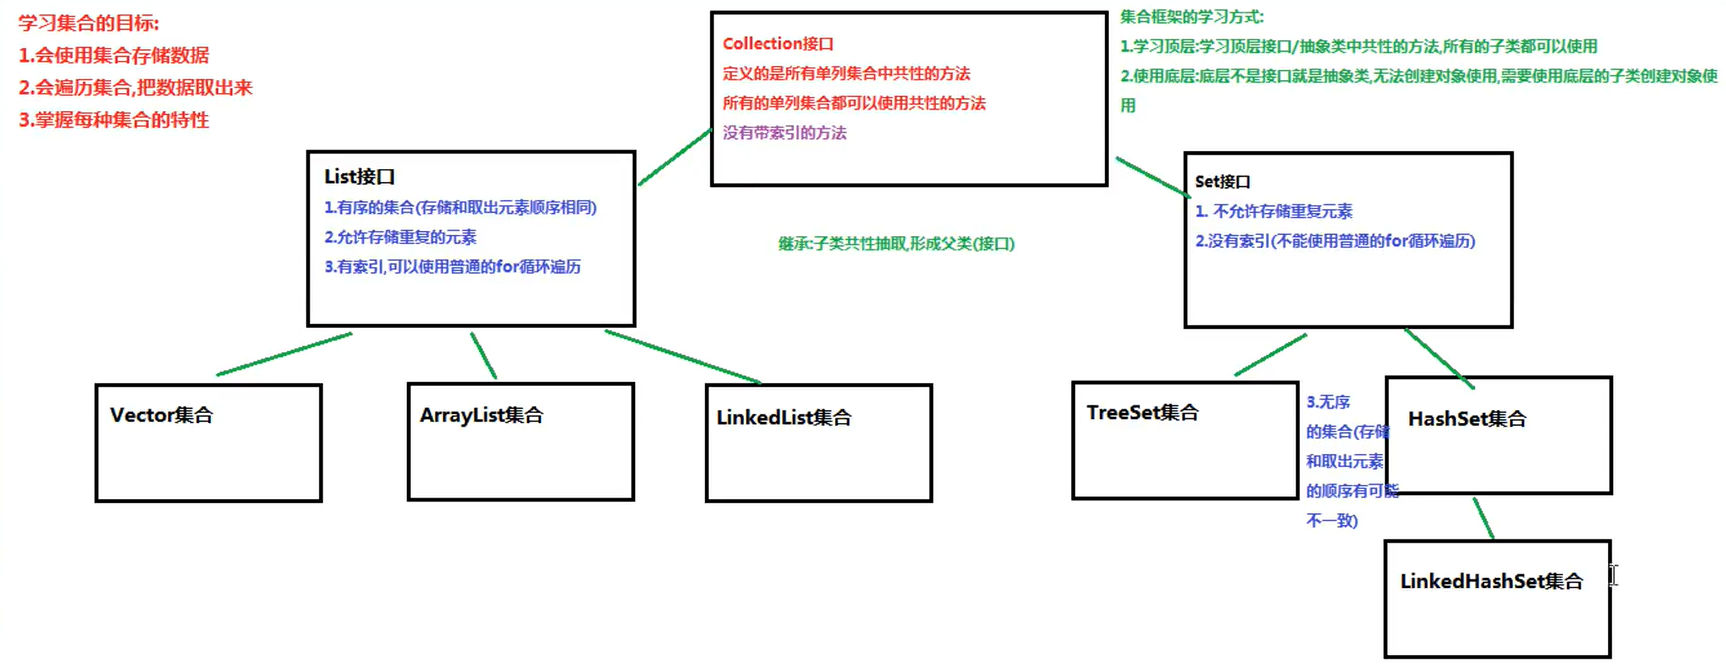 学习集合的目标:
1.会使用集合存储数据
2.会遍历集合,把数据取出来
3.掌握每种集合的特性
Collection接口
定义的是所有单列集合中共性的方法
所有的单列集合都可以使用共性的方法
没有带索引的方法
集合框架的学习方式:
1.学习顶层:学习顶层接口/抽象类中共性的方法,所有的子类都可以使用
2.使用底层:底层不是接口就是抽象类,无法创建对象使用,需要使用底层的子类创建对象使
用
List接口
1.有序的集合(存储和取出元素顺序相同)
2.允许存储重复的元素
3.有索引,可以使用普通的for循环遍历
继承:子类共性抽取,形成父类(接口)
Set接口
1. 不允许存储重复元素
2.没有索引(不能使用普通的for循环遍历)
Vector集合
ArrayList集合
LinkedList集合
TreeSet集合
3.无序
的集合(存储
和取出元素
的顺序有可能
不一致)
HashSet集合
LinkedHashSet集合